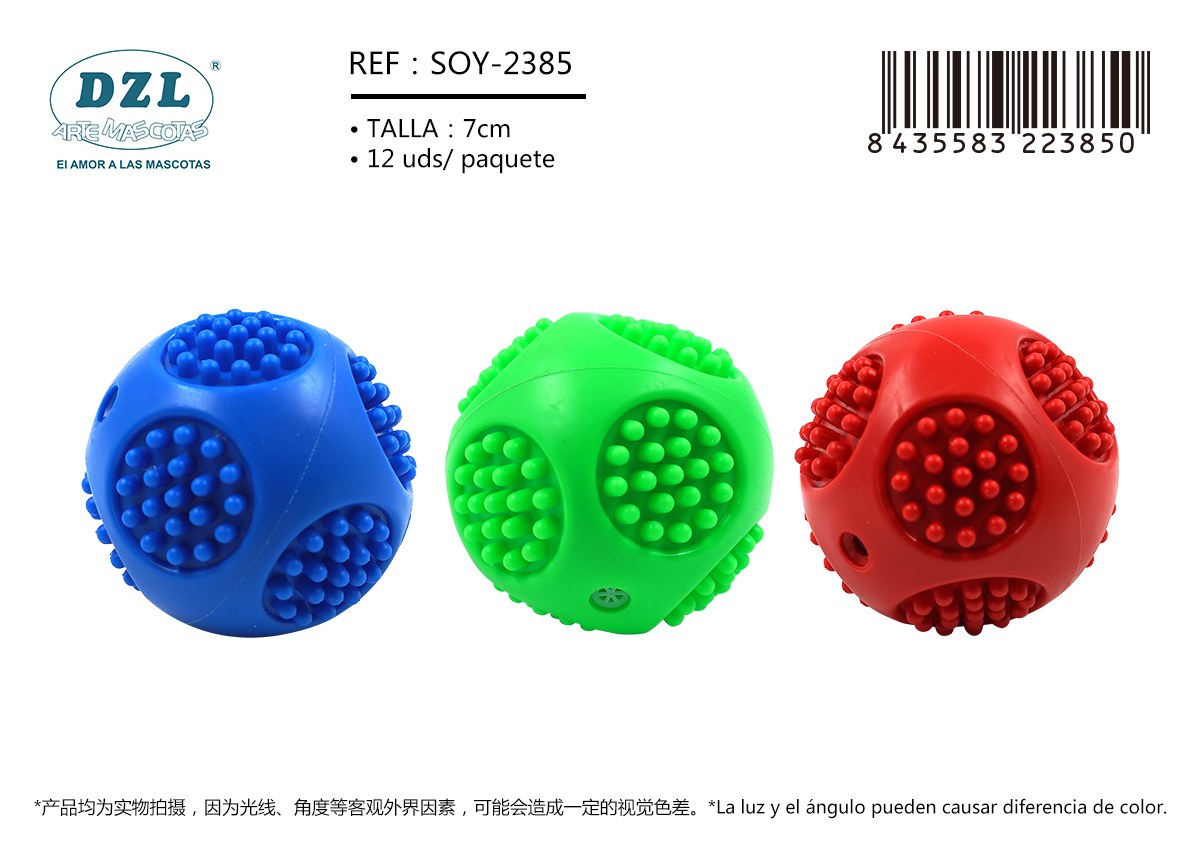 DZL®
ARTE MASCOTAS
El AMOR A LAS MASCOTAS
REF：SOY-2385
• TALLA：7cm
• 12 uds/ paquete
8 435583 223850
*产品均为实物拍摄，因为光线、角度等客观外界因素，可能会造成一定的视觉色差。*La luz y el ángulo pueden causar diferencia de color.